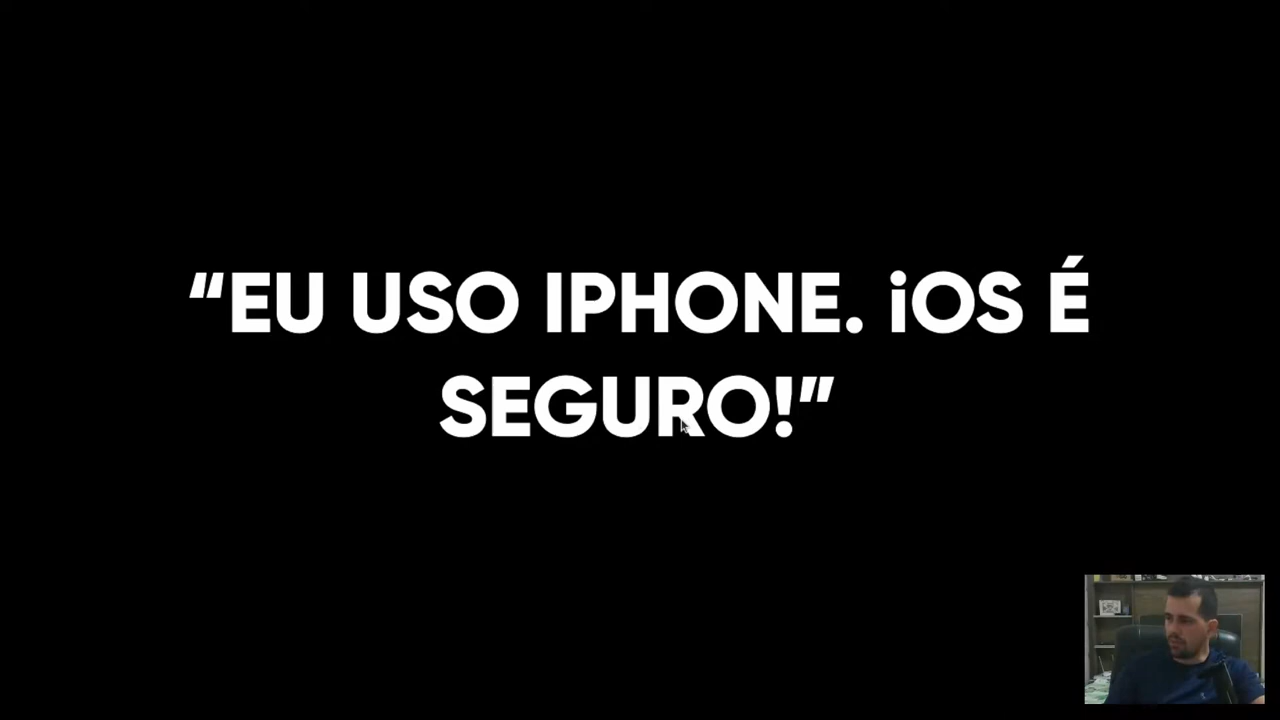 “EU USO IPHONE. iOS É
SEGURO!”